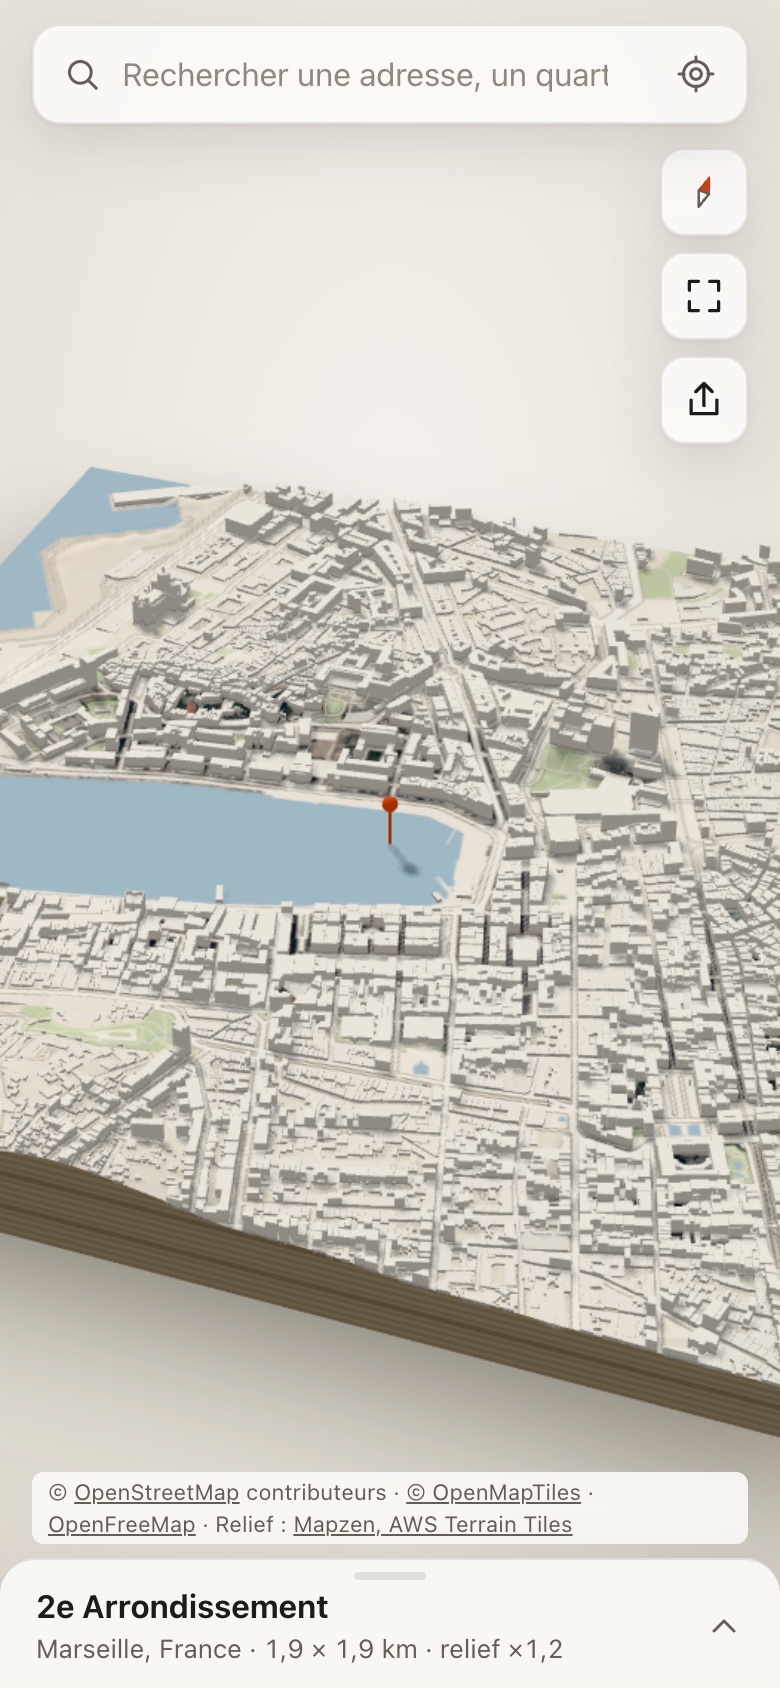 Rechercher une adresse, un quart
© OpenStreetMap contributeurs · © OpenMapTiles ·
OpenFreeMap · Relief : Mapzen, AWS Terrain Tiles
2e Arrondissement
Marseille, France · 1,9 × 1,9 km · relief ×1,2